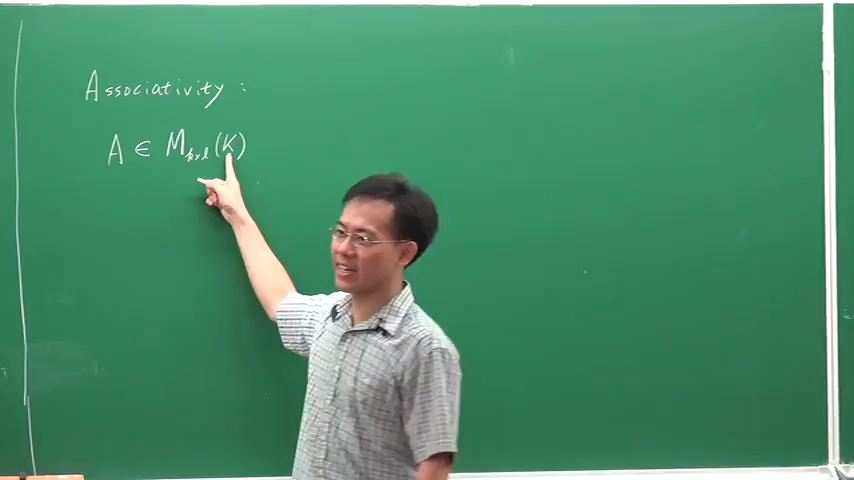 Associativity :
A ∈ M_{k×l}(K)